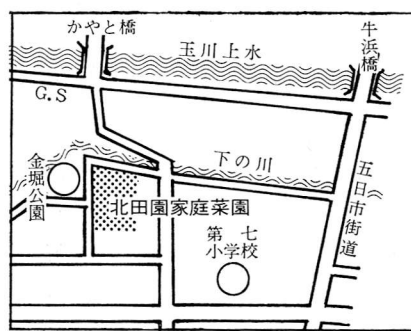 かやと橋
玉川上水
牛浜橋
G.S
下の川
金堀公園
五日市街道
北田園家庭菜園
第七
小学校